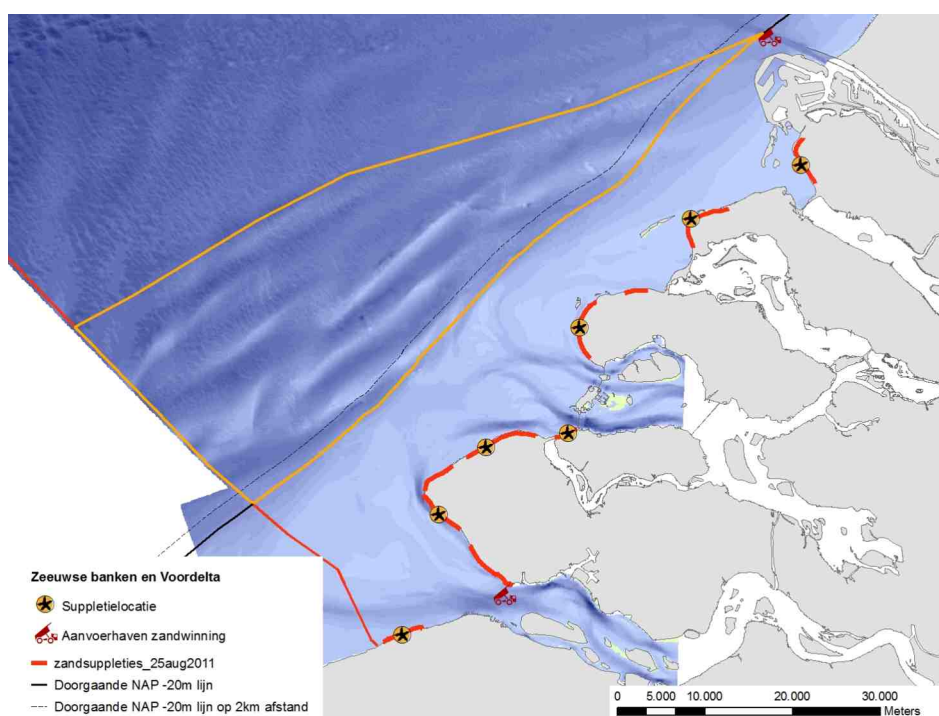 Zeeuwse banken en Voordelta
Suppletielocatie
Aanvoerhaven zandwinning
zandsuppleties_25aug2011
Doorgaande NAP -20m lijn
Doorgaande NAP -20m lijn op 2km afstand
0 5.000 10.000 20.000 30.000
Meters